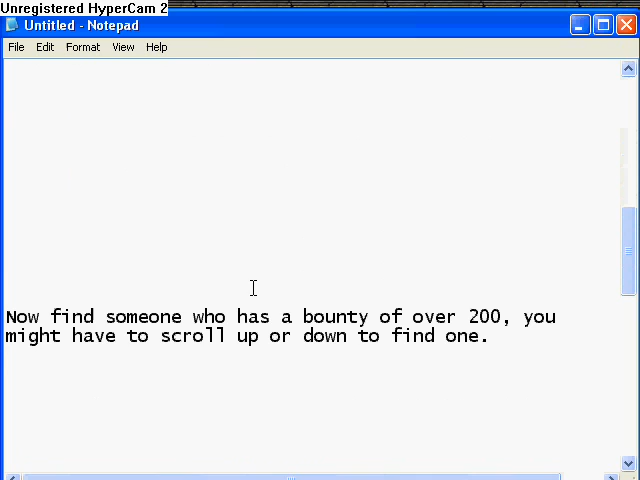 Unregistered HyperCam 2
Untitled - Notepad
File Edit Format View Help
Now find someone who has a bounty of over 200, you
might have to scroll up or down to find one.